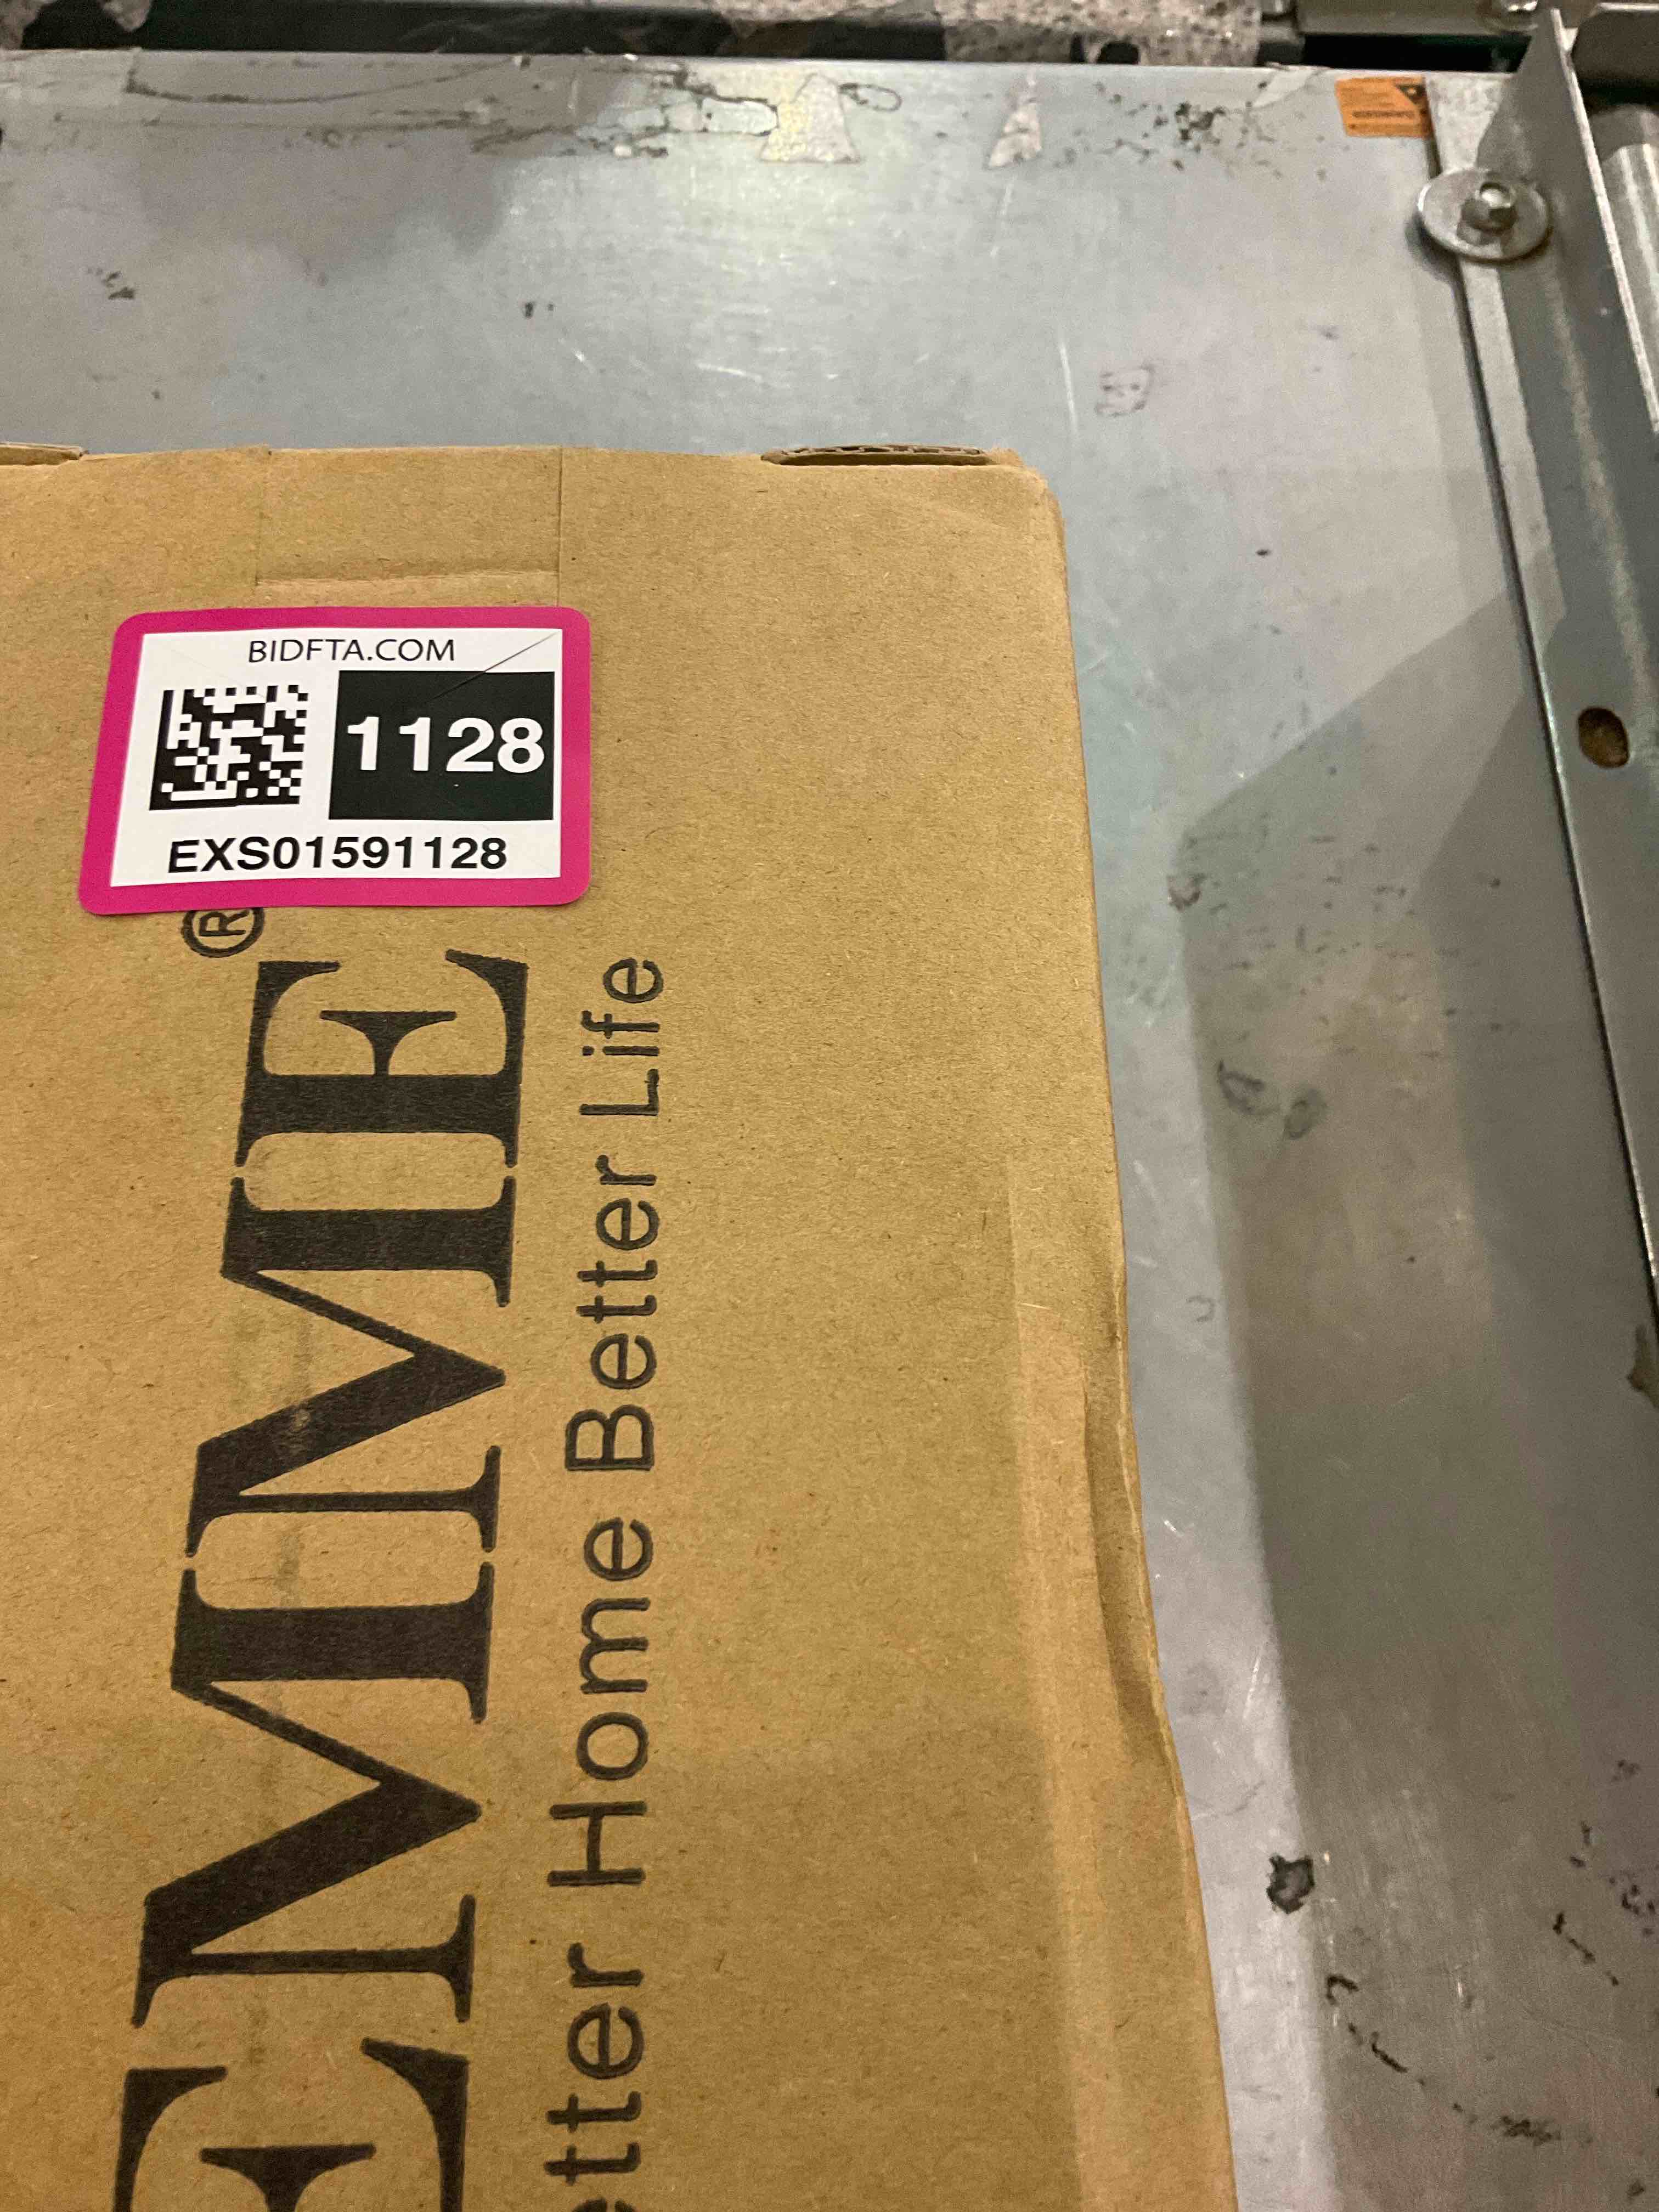 BIDFTA.COM
1128
EXS01591128
EMME®
etter Home Better Life